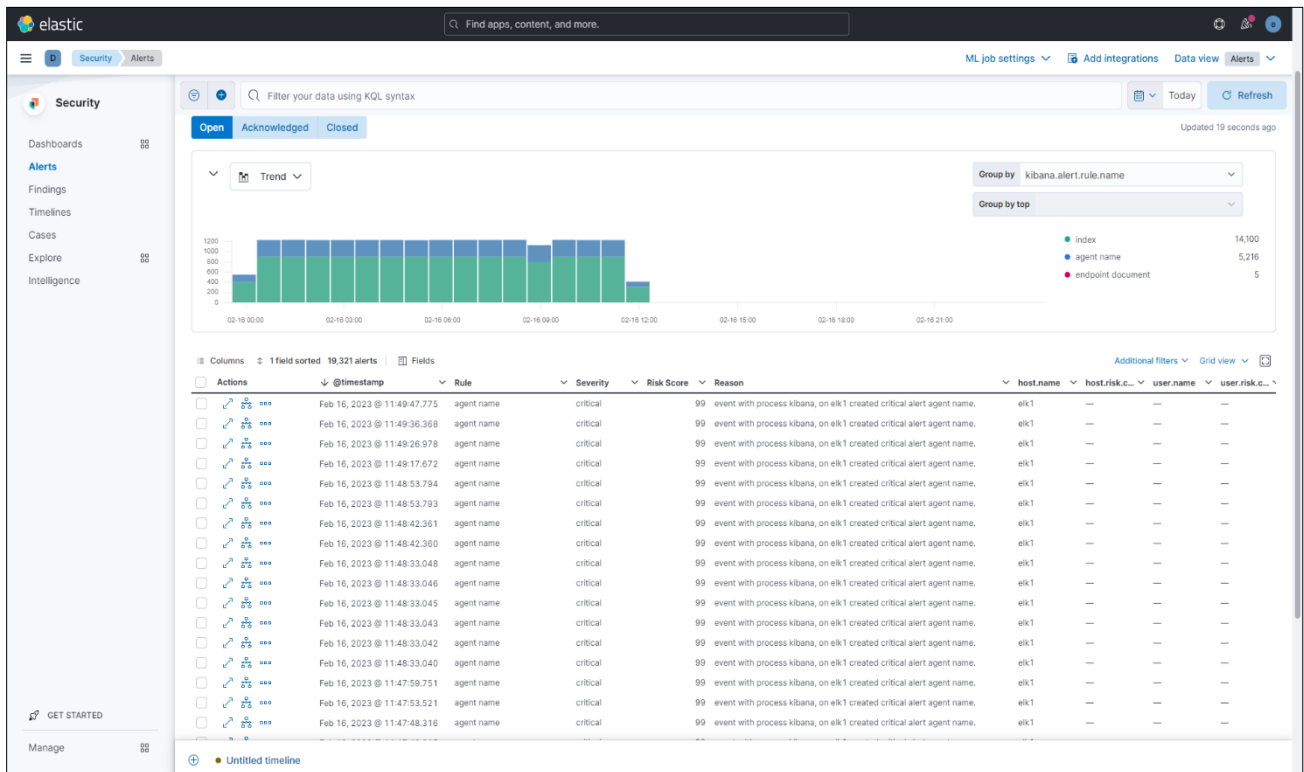 elastic
Find apps, content, and more.
e
D Security Alerts ML job settings Add integrations Data view Alerts
Security
Dashboards
Alerts
Findings
Timelines
Cases
Explore
Intelligence
GET STARTED
Manage
Filter your data using KQL syntax Today Refresh
Open Acknowledged Closed Updated 19 seconds ago
Trend Group by kibana.alert.rule.name
Group by top
1200
1000
800
600
400
200
0
02-16 00:00 02-16 03:00 02-16 06:00 02-16 09:00 02-16 12:00 02-16 15:00 02-16 18:00 02-16 21:00
index 14,100
agent name 5,216
endpoint document 5
Columns 1 field sorted 19,321 alerts Fields Additional filters Grid view
Actions @timestamp Rule Severity Risk Score Reason host.name host.risk.c... user.name user.risk.c...
Feb 16, 2023 @ 11:49:47.775 agent name critical 99 event with process kibana, on elk1 created critical alert agent name. elk1 — — —
Feb 16, 2023 @ 11:49:36.368 agent name critical 99 event with process kibana, on elk1 created critical alert agent name. elk1 — — —
Feb 16, 2023 @ 11:49:26.978 agent name critical 99 event with process kibana, on elk1 created critical alert agent name. elk1 — — —
Feb 16, 2023 @ 11:49:17.672 agent name critical 99 event with process kibana, on elk1 created critical alert agent name. elk1 — — —
Feb 16, 2023 @ 11:48:53.794 agent name critical 99 event with process kibana, on elk1 created critical alert agent name. elk1 — — —
Feb 16, 2023 @ 11:48:53.793 agent name critical 99 event with process kibana, on elk1 created critical alert agent name. elk1 — — —
Feb 16, 2023 @ 11:48:42.361 agent name critical 99 event with process kibana, on elk1 created critical alert agent name. elk1 — — —
Feb 16, 2023 @ 11:48:42.360 agent name critical 99 event with process kibana, on elk1 created critical alert agent name. elk1 — — —
Feb 16, 2023 @ 11:48:33.048 agent name critical 99 event with process kibana, on elk1 created critical alert agent name. elk1 — — —
Feb 16, 2023 @ 11:48:33.046 agent name critical 99 event with process kibana, on elk1 created critical alert agent name. elk1 — — —
Feb 16, 2023 @ 11:48:33.045 agent name critical 99 event with process kibana, on elk1 created critical alert agent name. elk1 — — —
Feb 16, 2023 @ 11:48:33.043 agent name critical 99 event with process kibana, on elk1 created critical alert agent name. elk1 — — —
Feb 16, 2023 @ 11:48:33.042 agent name critical 99 event with process kibana, on elk1 created critical alert agent name. elk1 — — —
Feb 16, 2023 @ 11:48:33.040 agent name critical 99 event with process kibana, on elk1 created critical alert agent name. elk1 — — —
Feb 16, 2023 @ 11:47:59.751 agent name critical 99 event with process kibana, on elk1 created critical alert agent name. elk1 — — —
Feb 16, 2023 @ 11:47:53.521 agent name critical 99 event with process kibana, on elk1 created critical alert agent name. elk1 — — —
Feb 16, 2023 @ 11:47:48.316 agent name critical 99 event with process kibana, on elk1 created critical alert agent name. elk1 — — —
Untitled timeline